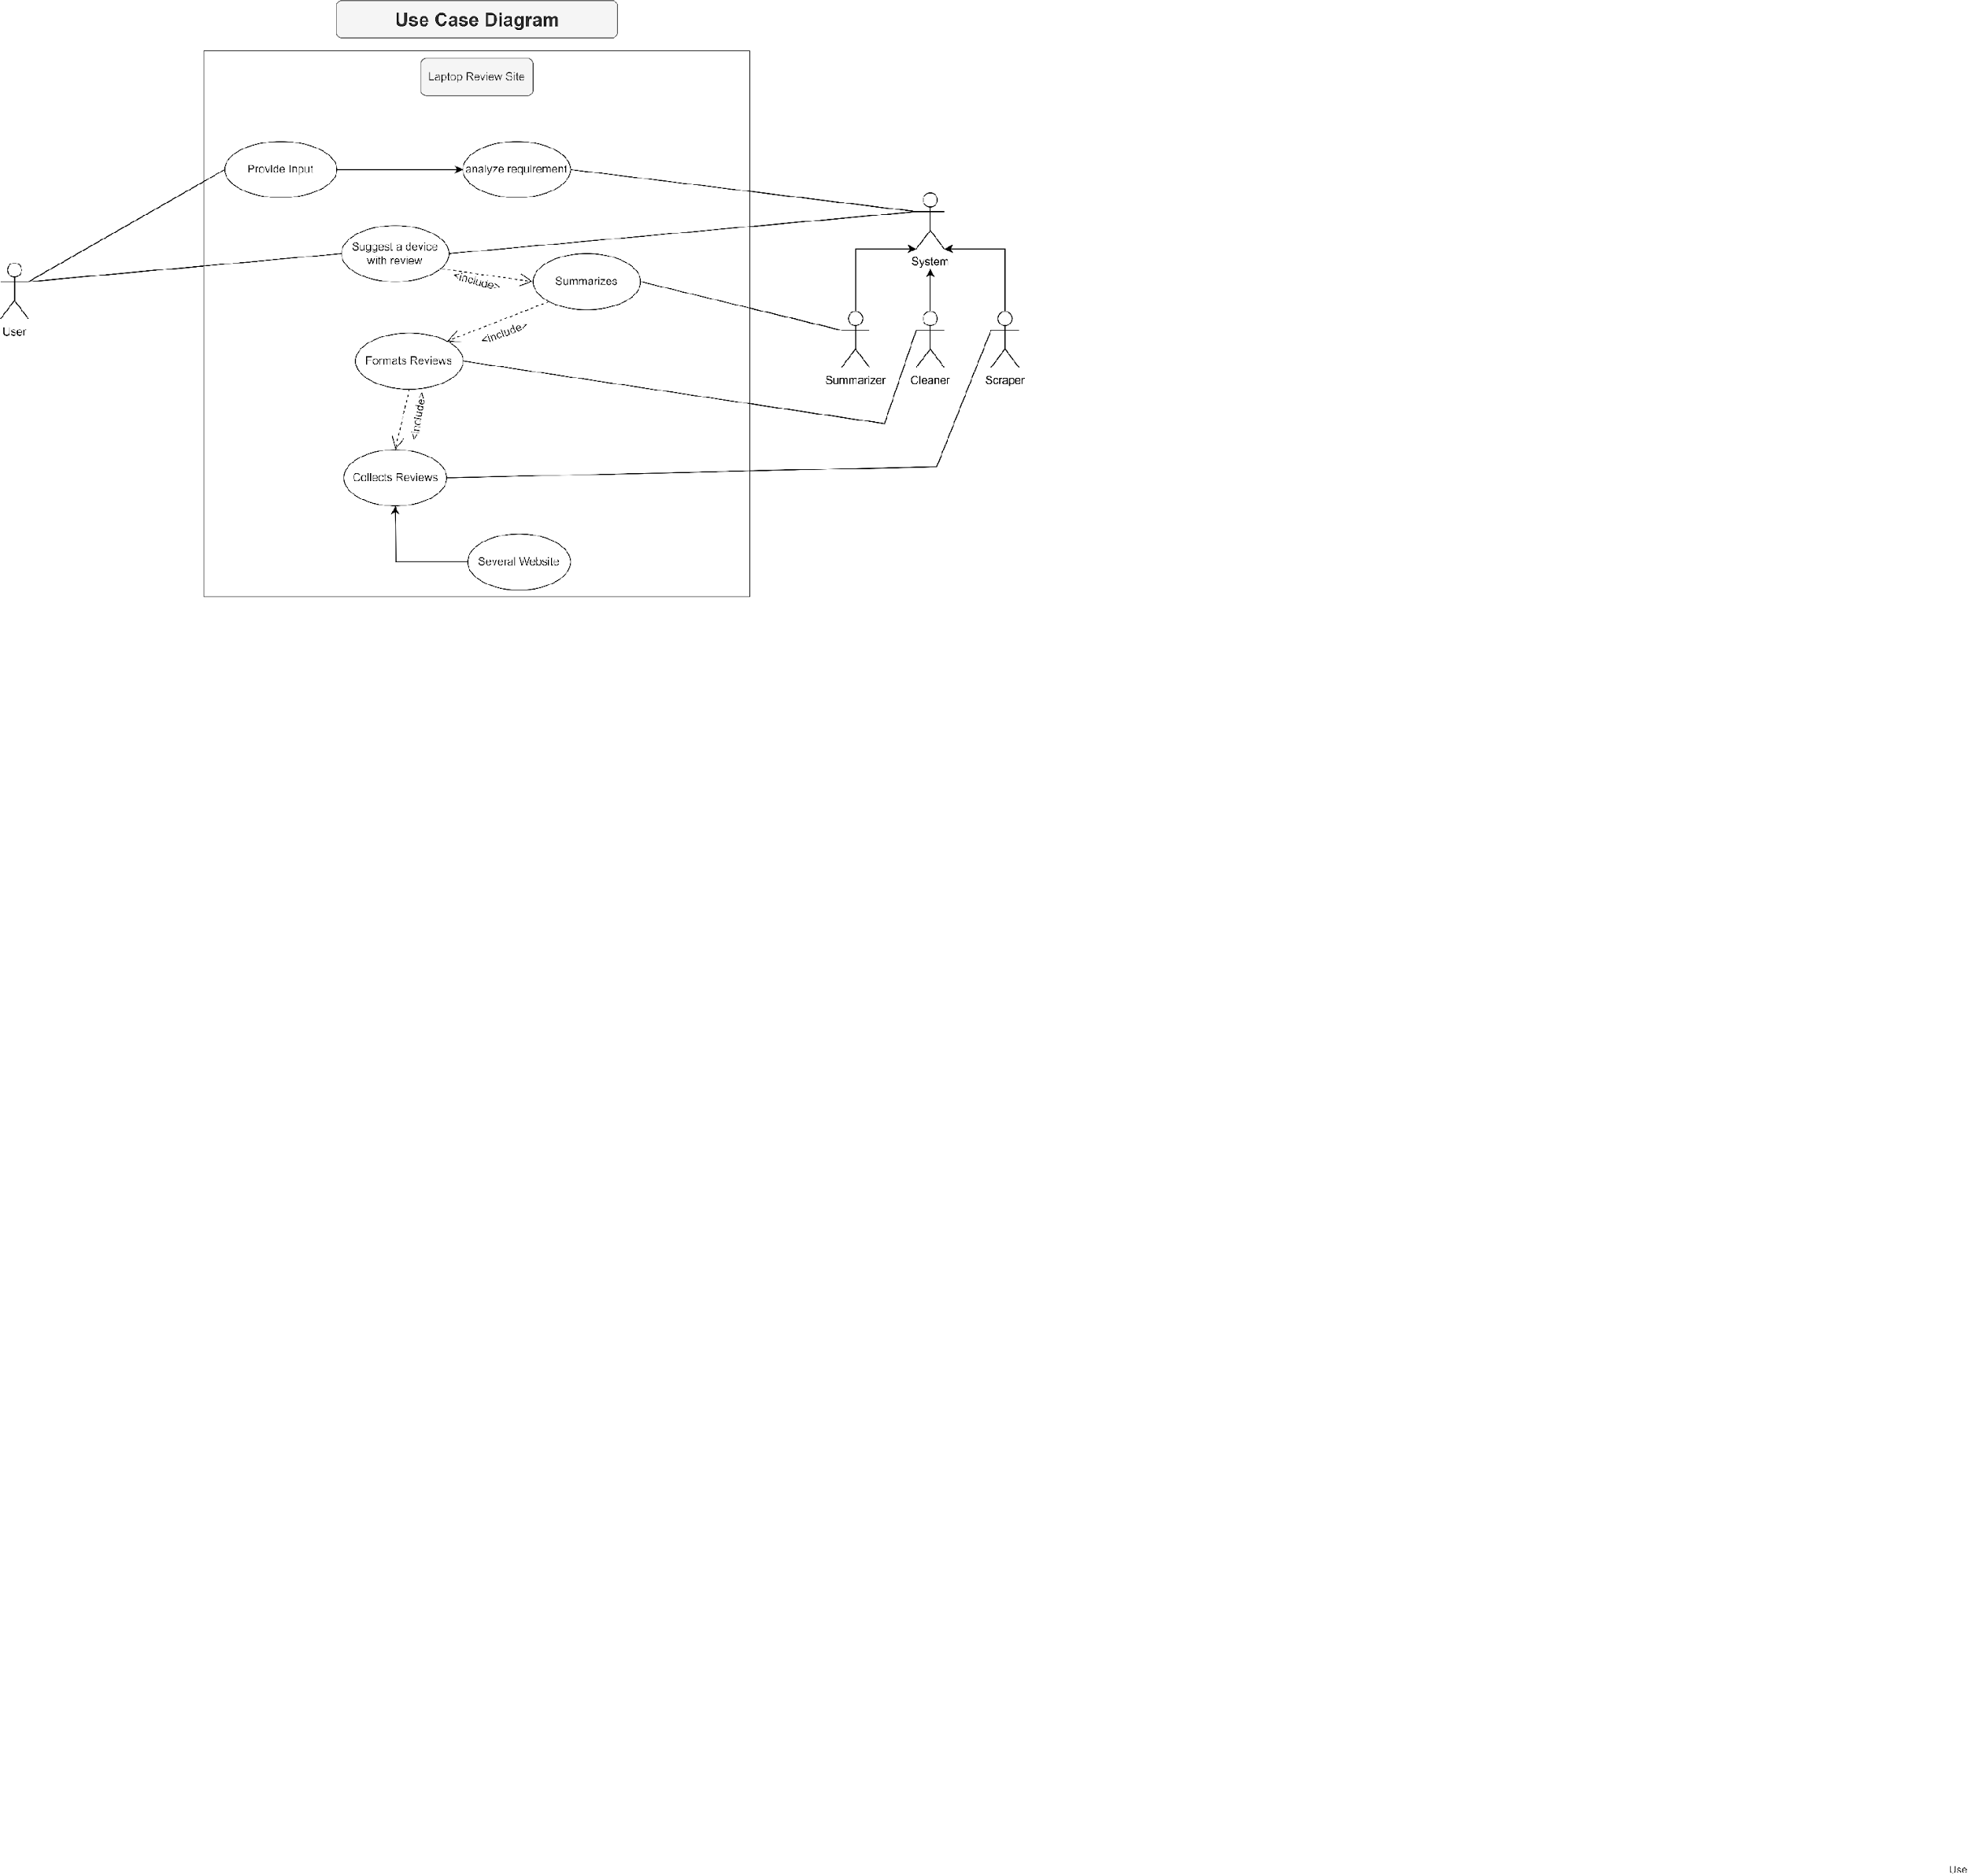 Use Case Diagram
Laptop Review Site
Provide Input
analyze requirement
Suggest a device
with review
<include>
Summarizes
System
User
<include>
Formats Reviews
Summarizer
Cleaner
Scraper
<include>
Collects Reviews
Several Website
Use